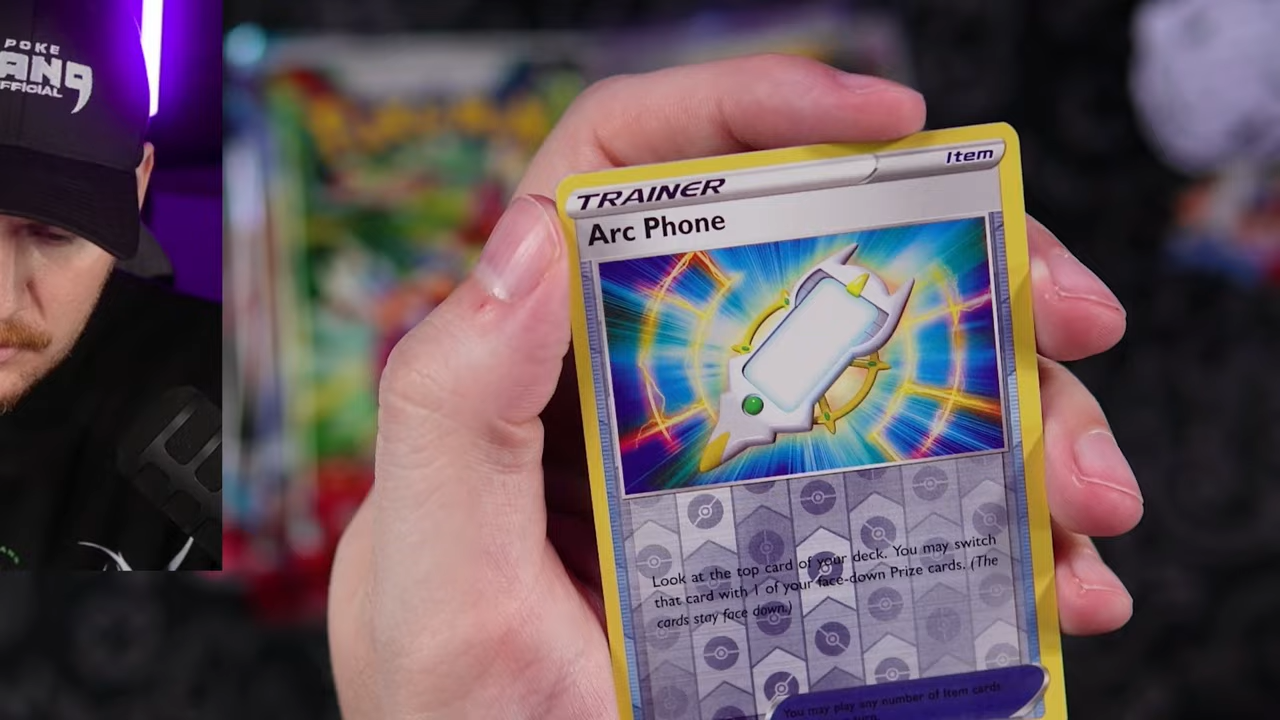 POKE
OFFICIAL
TRAINER
Item
Arc Phone
Look at the top card of your deck. You may switch
that card with 1 of your face-down Prize cards. (The
cards stay face down.)
You may play any number of Item cards
turn.